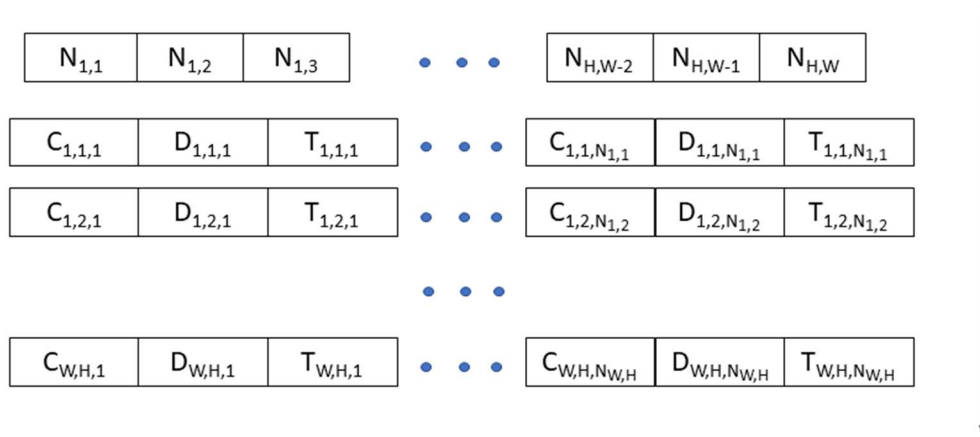 N1,1 N1,2 N1,3 NH,W-2 NH,W-1 NH,W
C1,1,1 D1,1,1 T1,1,1 C1,1,N1,1 D1,1,N1,1 T1,1,N1,1
C1,2,1 D1,2,1 T1,2,1 C1,2,N1,2 D1,2,N1,2 T1,2,N1,2
CW,H,1 DW,H,1 TW,H,1 CW,H,NW,H DW,H,NW,H TW,H,NW,H